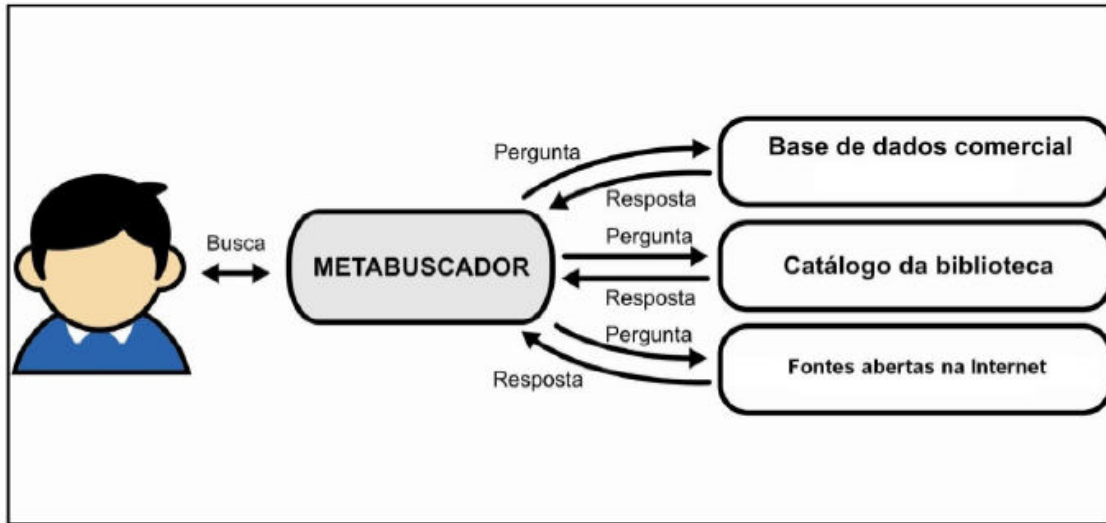 Busca
METABUSCADOR
Pergunta
Resposta
Base de dados comercial
Pergunta
Resposta
Catálogo da biblioteca
Pergunta
Resposta
Fontes abertas na Internet